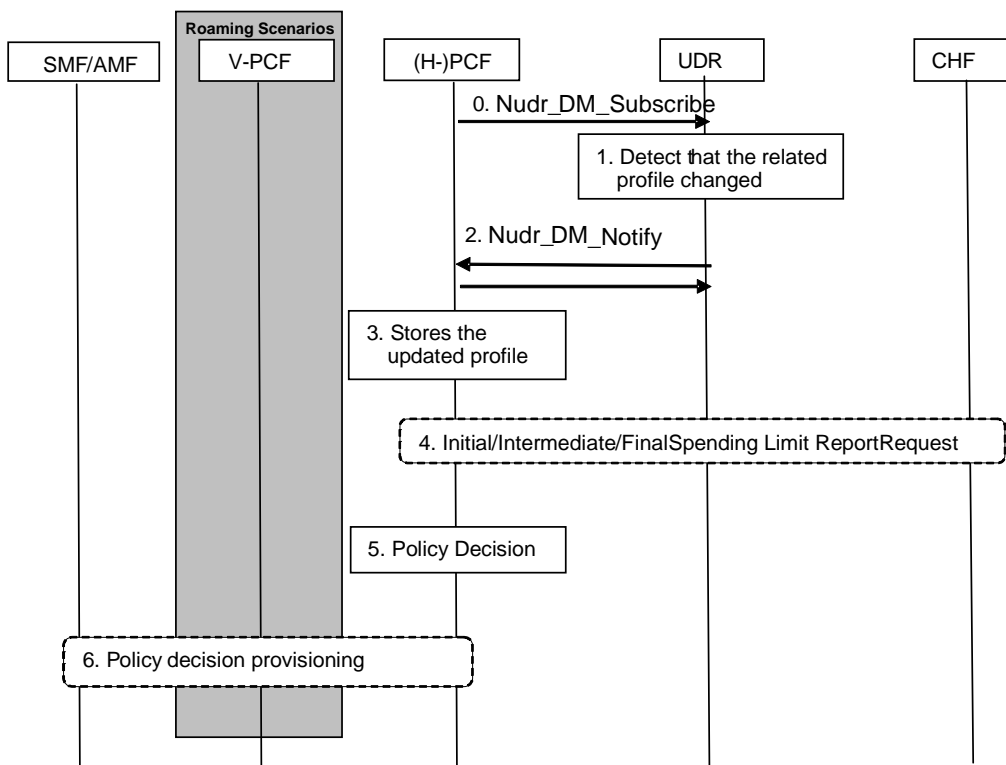 Roaming Scenarios
SMF/AMF
V-PCF
(H-)PCF
UDR
CHF
0. Nudr_DM_Subscribe
1. Detect that the related
profile changed
2. Nudr_DM_Notify
3. Stores the
updated profile
4. Initial/Intermediate/FinalSpending Limit ReportRequest
5. Policy Decision
6. Policy decision provisioning